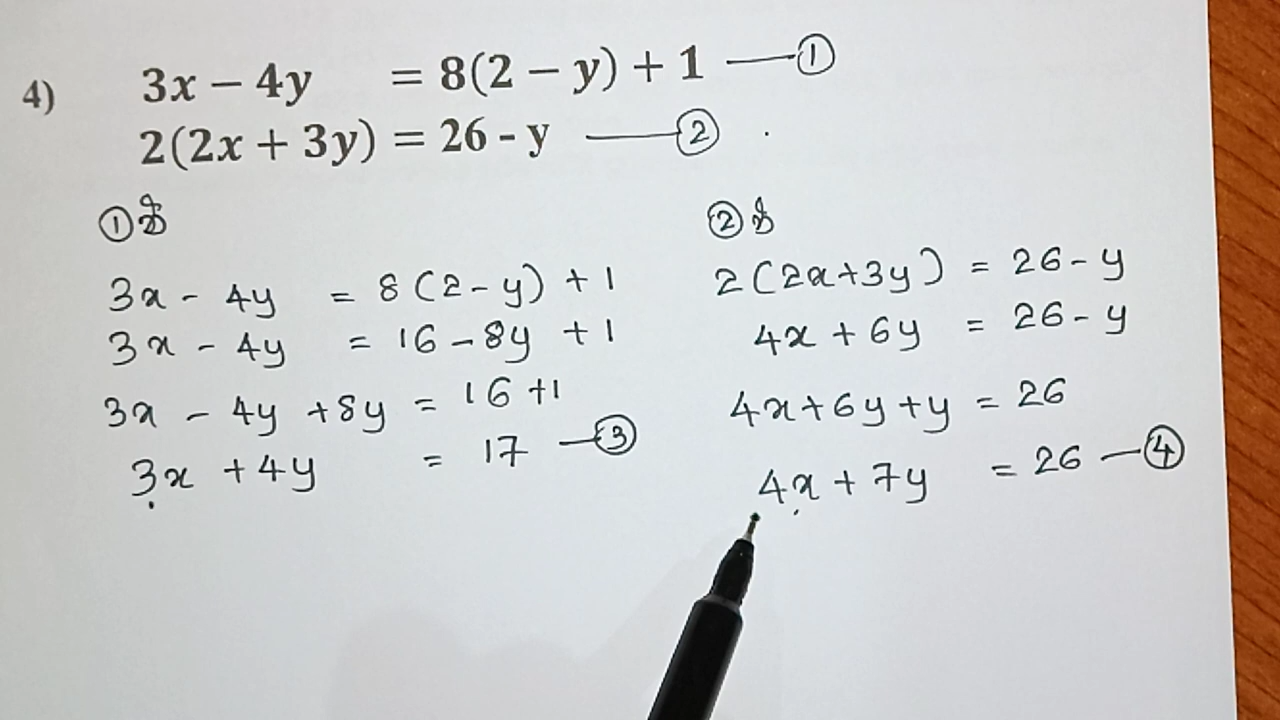 4) 3x – 4y = 8(2 – y) + 1 —①
2(2x + 3y) = 26 - y —②
①
3x - 4y = 8(2-y) + 1
3x - 4y = 16 - 8y + 1
3x - 4y + 8y = 16 + 1
3x + 4y = 17 —③
②
2(2x+3y) = 26 - y
4x + 6y = 26 - y
4x + 6y + y = 26
4x + 7y = 26 —④